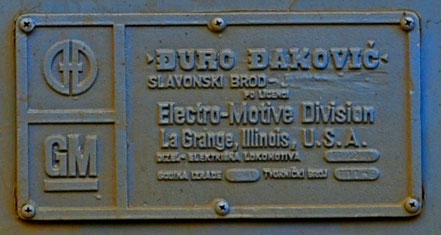 ›ĐURO ĐAKOVIĆ‹
SLAVONSKI BROD-
PO LICENCI
Electro-Motive Division
La Grange, Illinois, U.S.A.
DIZEL-ELEKTRIČNA LOKOMOTIVA
GODINA IZRADE TVORNIČKI BROJ
GM